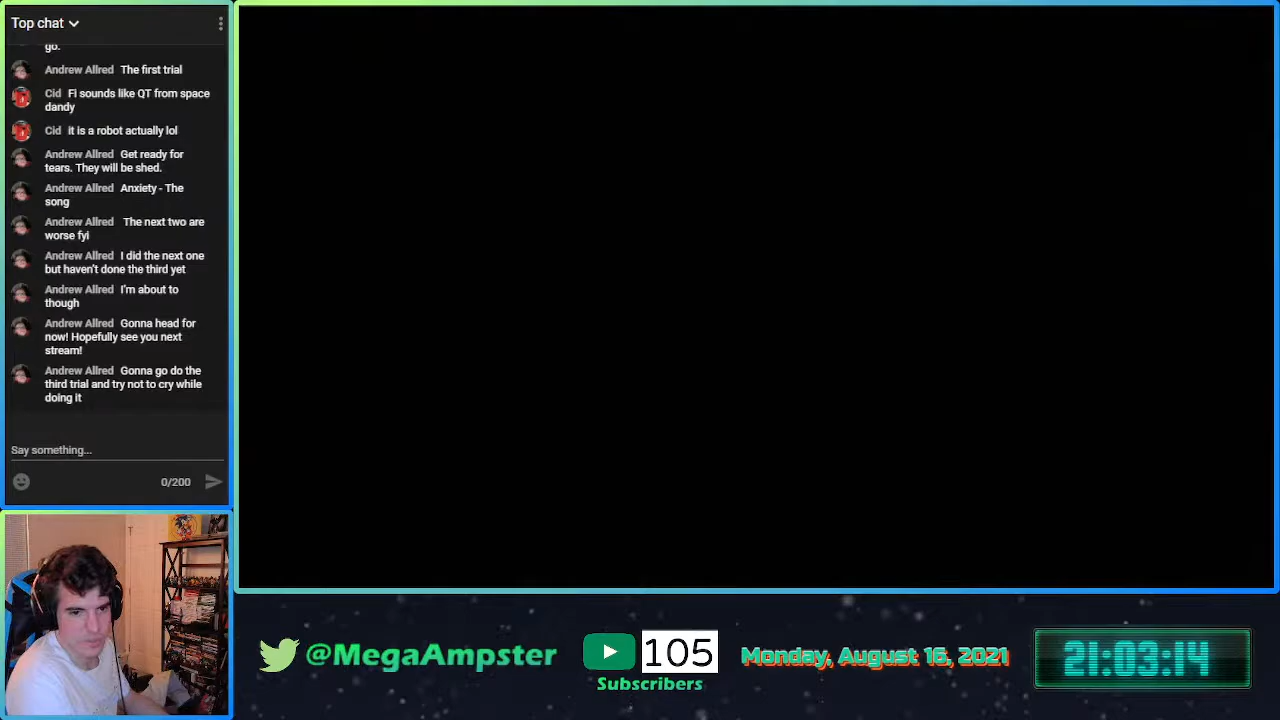 Top chat
go.
Andrew Allred The first trial
Cid Fi sounds like QT from space
dandy
Cid it is a robot actually lol
Andrew Allred Get ready for
tears. They will be shed.
Andrew Allred Anxiety - The
song
Andrew Allred The next two are
worse fyi
Andrew Allred I did the next one
but haven't done the third yet
Andrew Allred I'm about to
though
Andrew Allred Gonna head for
now! Hopefully see you next
stream!
Andrew Allred Gonna go do the
third trial and try not to cry while
doing it
Say something...
0/200
@MegaAmpster
105
Subscribers
Monday, August 16, 2021
21:03:14